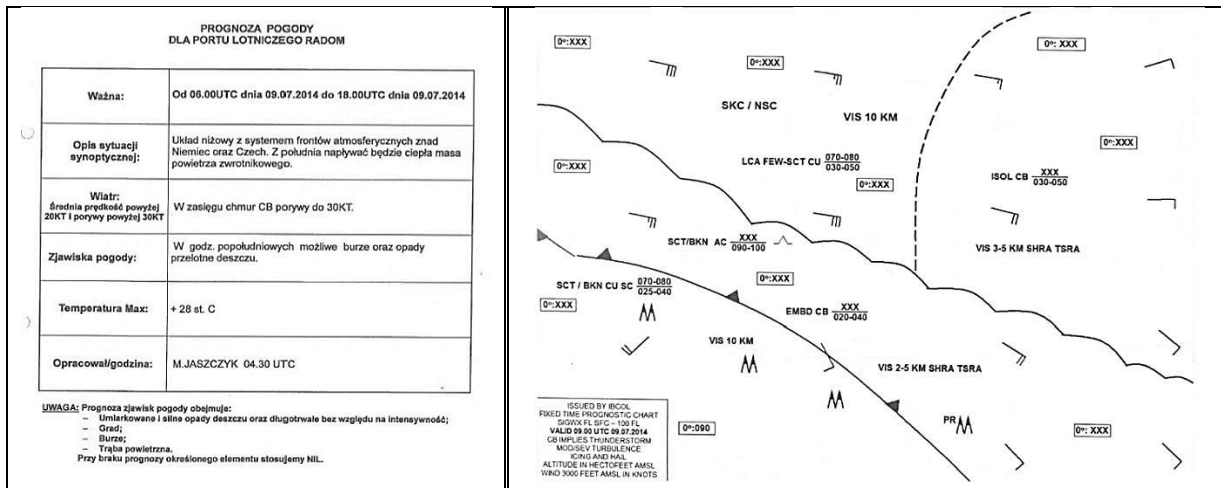 PROGNOZA POGODY
DLA PORTU LOTNICZEGO RADOM
Ważna:
Od 06.00UTC dnia 09.07.2014 do 18.00UTC dnia 09.07.2014
Opis sytuacji
synoptycznej:
Układ niżowy z systemem frontów atmosferycznych znad
Niemiec oraz Czech. Z południa napływać będzie ciepła masa
powietrza zwrotnikowego.
Wiatr:
Średnia prędkość powyżej
20KT i porywy powyżej 30KT
W zasięgu chmur CB porywy do 30KT.
Zjawiska pogody:
W godz. popołudniowych możliwe burze oraz opady
przelotne deszczu.
Temperatura Max:
+ 28 st. C
Opracował/godzina:
M.JASZCZYK 04.30 UTC
UWAGA: Prognoza zjawisk pogody obejmuje:
– Umiarkowane i silne opady deszczu oraz długotrwałe bez względu na intensywność;
– Grad;
– Burze;
– Trąba powietrzna.
Przy braku prognozy określonego elementu stosujemy NIL.
0º:XXX
0º:XXX
0º: XXX
SKC / NSC
VIS 10 KM
0º:XXX
LCA FEW-SCT CU 070-080
030-050
0º:XXX
0º:XXX
ISOL CB XXX
030-050
SCT/BKN AC XXX
090-100
VIS 3-5 KM SHRA TSRA
0º:XXX
SCT / BKN CU SC 070-080
025-040
0º:XXX
EMBD CB XXX
020-040
VIS 10 KM
VIS 2-5 KM SHRA TSRA
ISSUED BY IBCOL
FIXED TIME PROGNOSTIC CHART
SIGWX FL SFC – 100 FL
VALID 09.00 UTC 09.07.2014
CB IMPLIES THUNDERSTORM
MOD/SEV TURBULENCE
ICING AND HAIL
ALTITUDE IN HECTOFEET AMSL
WIND 3000 FEET AMSL IN KNOTS
0º:090
PR
0º: XXX